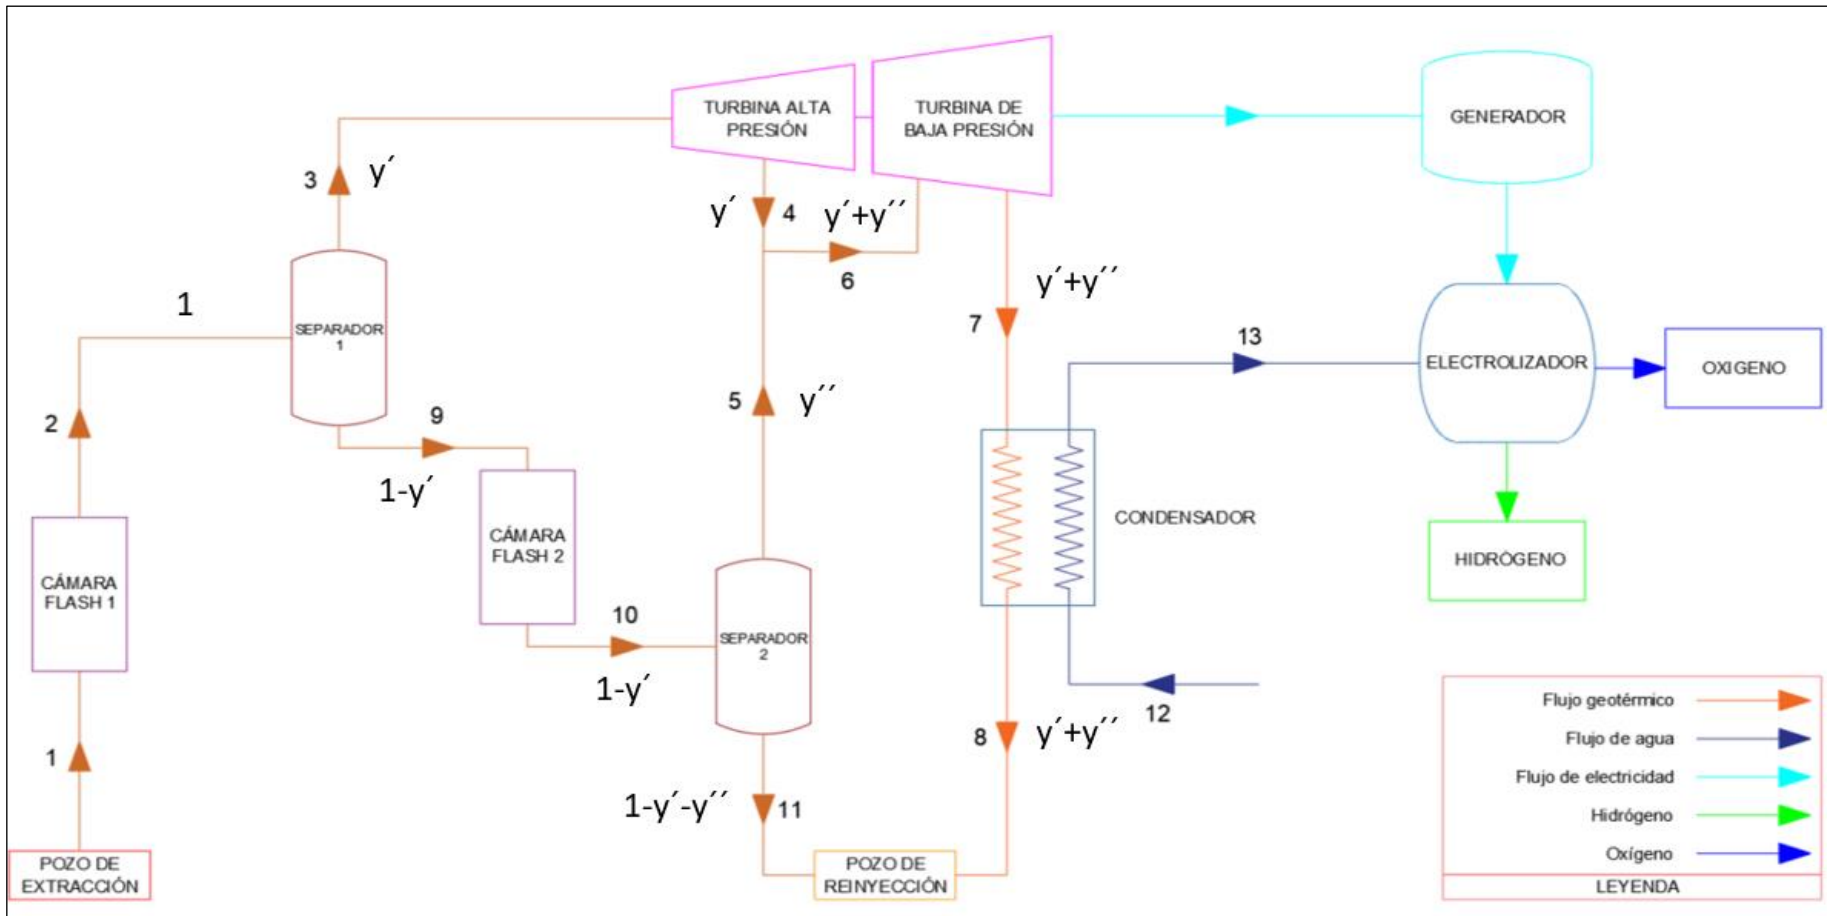 TURBINA ALTA
PRESIÓN
TURBINA DE
BAJA PRESIÓN
GENERADOR
3
y´
y´
4
y´+y´´
6
1
SEPARADOR
1
y´+y´´
7
13
ELECTROLIZADOR
OXIGENO
2
9
1-y´
5
y´´
CÁMARA
FLASH 2
CONDENSADOR
CÁMARA
FLASH 1
HIDRÓGENO
10
1-y´
SEPARADOR
2
12
1
8
y´+y´´
1-y´-y´´
11
POZO DE
EXTRACCIÓN
POZO DE
REINYECCIÓN
Flujo geotérmico
Flujo de agua
Flujo de electricidad
Hidrógeno
Oxígeno
LEYENDA